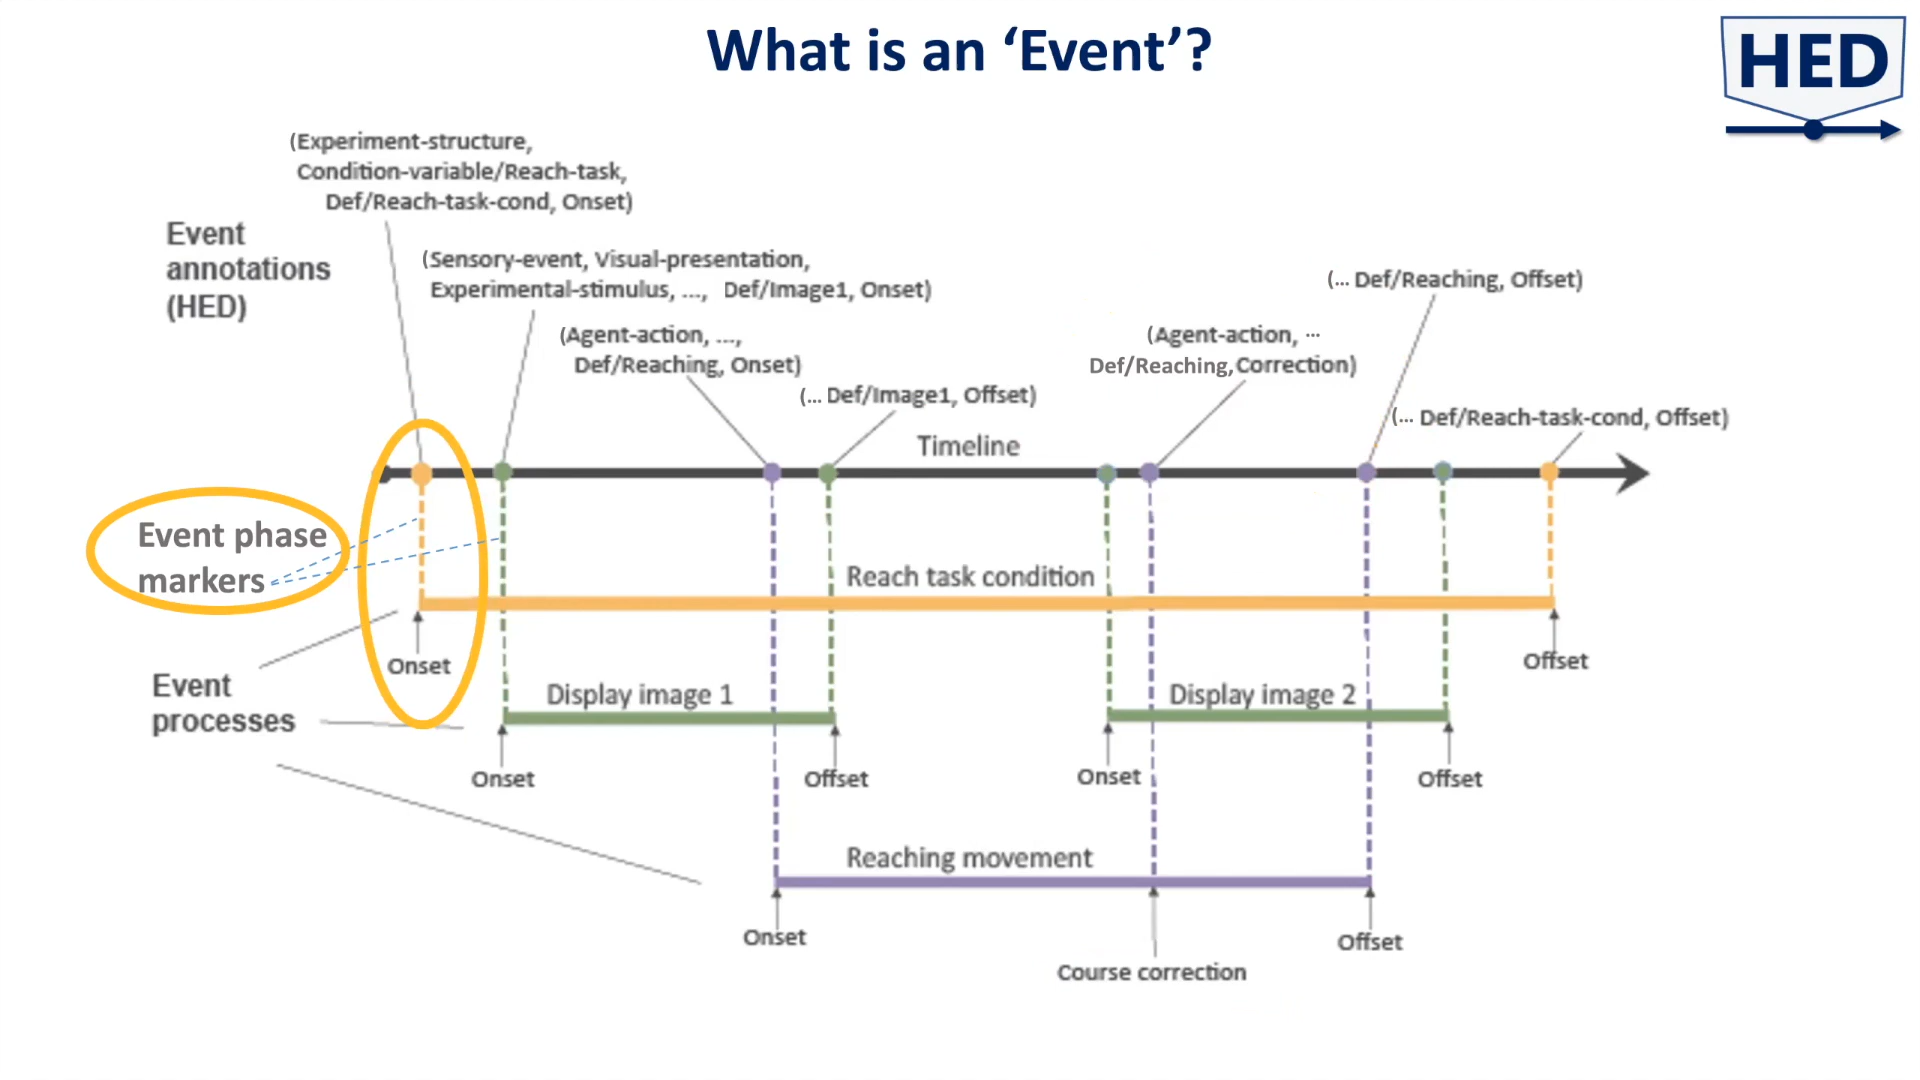 What is an ‘Event’?
HED
(Experiment-structure,
Condition-variable/Reach-task,
Def/Reach-task-cond, Onset)
Event
annotations
(HED)
(Sensory-event, Visual-presentation,
Experimental-stimulus, ..., Def/Image1, Onset)
(Agent-action, ...,
Def/Reaching, Onset)
(... Def/Image1, Offset)
(Agent-action, ...
Def/Reaching, Correction)
(... Def/Reaching, Offset)
(... Def/Reach-task-cond, Offset)
Timeline
Event phase
markers
Reach task condition
Onset
Offset
Event
processes
Display image 1
Onset
Offset
Display image 2
Onset
Offset
Reaching movement
Onset
Offset
Course correction